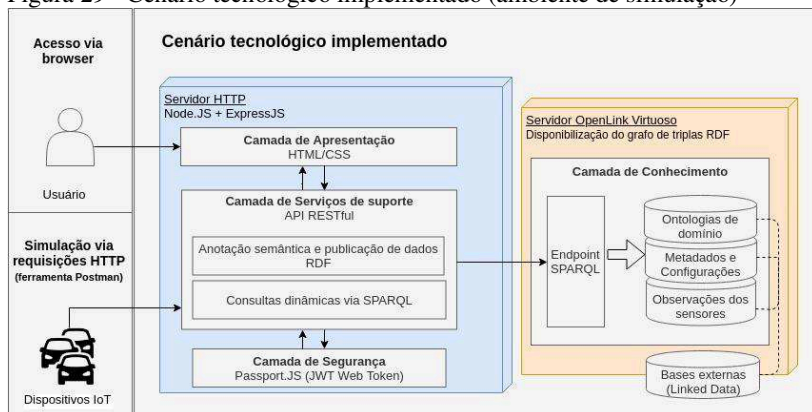 Figura 29 - Cenário tecnológico implementado (ambiente de simulação)
Acesso via
browser
Usuário
Simulação via
requisições HTTP
(ferramenta Postman)
Dispositivos IoT
Cenário tecnológico implementado
Servidor HTTP
Node.JS + ExpressJS
Camada de Apresentação
HTML/CSS
Camada de Serviços de suporte
API RESTful
Anotação semântica e publicação de dados
RDF
Consultas dinâmicas via SPARQL
Camada de Segurança
Passport.JS (JWT Web Token)
Servidor OpenLink Virtuoso
Disponibilização do grafo de triplas RDF
Camada de Conhecimento
Endpoint
SPARQL
Ontologias de
domínio
Metadados e
Configurações
Observações dos
sensores
Bases externas
(Linked Data)